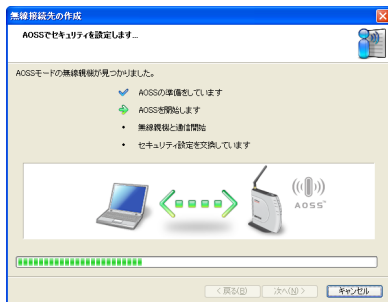 無線接続先の作成
AOSSでセキュリティを設定します...
AOSSモードの無線親機が見つかりました。
AOSSの準備をしています
AOSSを開始します
無線親機と通信開始
セキュリティ設定を交換しています
AOSS™
< 戻る(B)
次へ(N) >
キャンセル